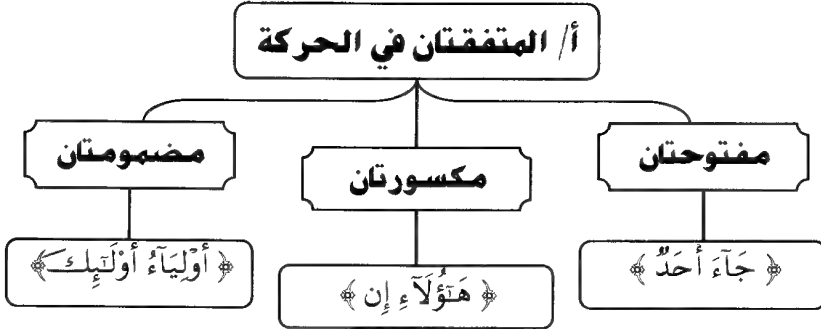 أ/ المتفقتان في الحركة
مفتوحتان
مكسورتان
مضمومتان
﴿ جَآءَ أَحَدٌ ﴾
﴿ هَٰٓؤُلَآءِ إِن ﴾
﴿ أَوْلِيَآءُ أُوْلَٰٓئِكَ ﴾